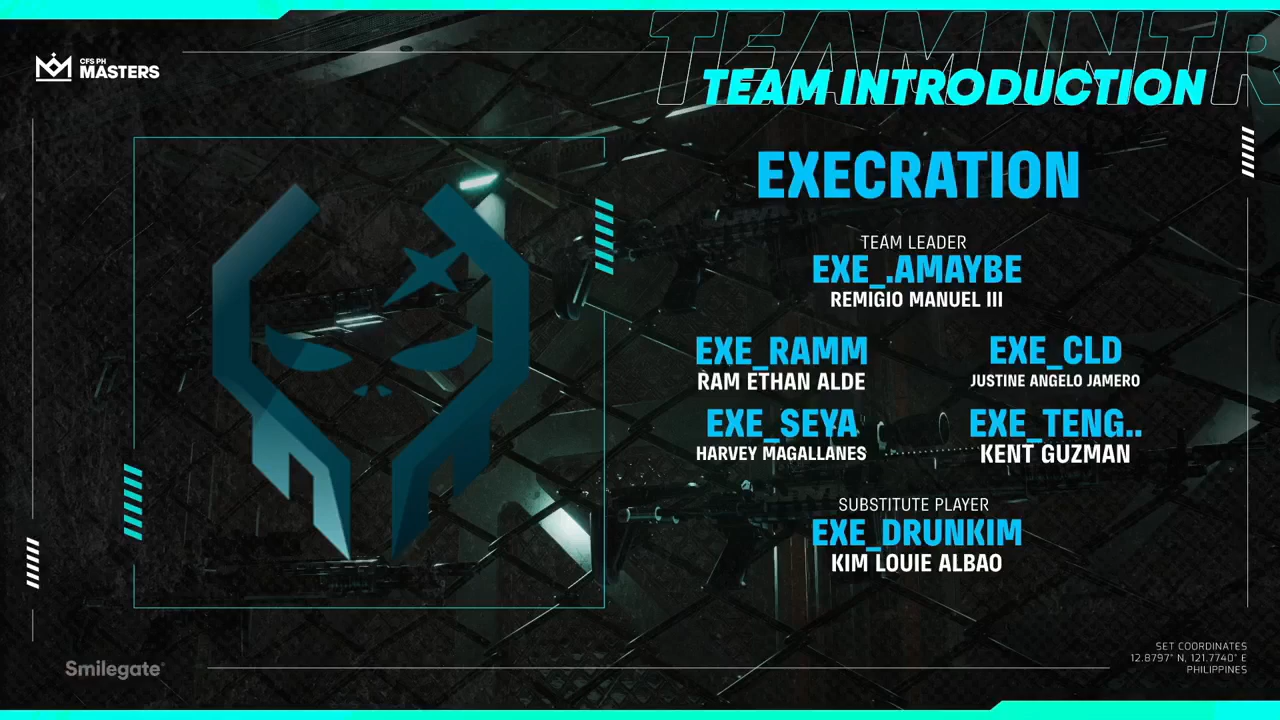 TEAM INTR
CFS PH
MASTERS
TEAM INTRODUCTION
EXECRATION
TEAM LEADER
EXE_.AMAYBE
REMIGIO MANUEL III
EXE_RAMM
RAM ETHAN ALDE
EXE_CLD
JUSTINE ANGELO JAMERO
EXE_SEYA
HARVEY MAGALLANES
EXE_TENG..
KENT GUZMAN
SUBSTITUTE PLAYER
EXE_DRUNKIM
KIM LOUIE ALBAO
Smilegate
SET COORDINATES
12.8797° N, 121.7740° E
PHILIPPINES